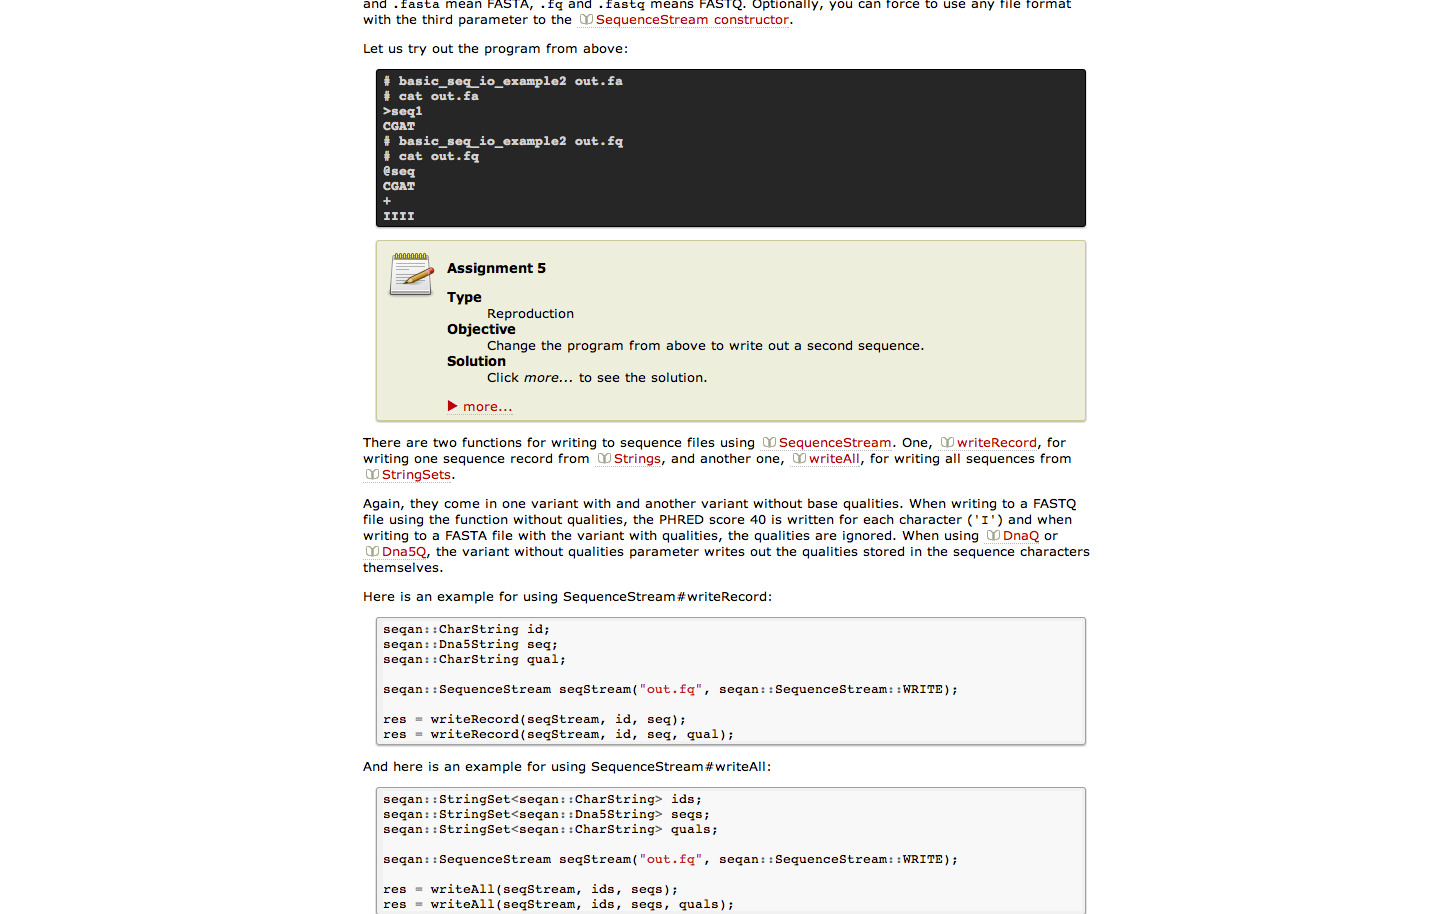 and .fasta mean FASTA, .fq and .fastq means FASTQ. Optionally, you can force to use any file format
with the third parameter to the SequenceStream constructor.
Let us try out the program from above:
# basic_seq_io_example2 out.fa
# cat out.fa
>seq1
CGAT
# basic_seq_io_example2 out.fq
# cat out.fq
@seq
CGAT
+
IIII
Assignment 5
Type
Reproduction
Objective
Change the program from above to write out a second sequence.
Solution
Click more... to see the solution.
more...
There are two functions for writing to sequence files using SequenceStream. One, writeRecord, for
writing one sequence record from Strings, and another one, writeAll, for writing all sequences from
StringSets.
Again, they come in one variant with and another variant without base qualities. When writing to a FASTQ
file using the function without qualities, the PHRED score 40 is written for each character ('I') and when
writing to a FASTA file with the variant with qualities, the qualities are ignored. When using DnaQ or
Dna5Q, the variant without qualities parameter writes out the qualities stored in the sequence characters
themselves.
Here is an example for using SequenceStream#writeRecord:
seqan::CharString id;
seqan::Dna5String seq;
seqan::CharString qual;
seqan::SequenceStream seqStream("out.fq", seqan::SequenceStream::WRITE);
res = writeRecord(seqStream, id, seq);
res = writeRecord(seqStream, id, seq, qual);
And here is an example for using SequenceStream#writeAll:
seqan::StringSet<seqan::CharString> ids;
seqan::StringSet<seqan::Dna5String> seqs;
seqan::StringSet<seqan::CharString> quals;
seqan::SequenceStream seqStream("out.fq", seqan::SequenceStream::WRITE);
res = writeAll(seqStream, ids, seqs);
res = writeAll(seqStream, ids, seqs, quals);